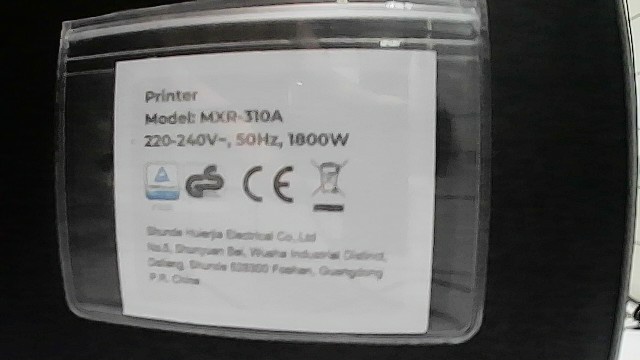 Printer
Model: MXR-310A
220-240V~, 50Hz, 1800W
CE
Shunde Huierjia Electrical Co., Ltd
No.5, Shunyuan Bei, Wusha Industrial District,
Daliang, Shunde 528300 Foshan, Guangdong
P.R. China